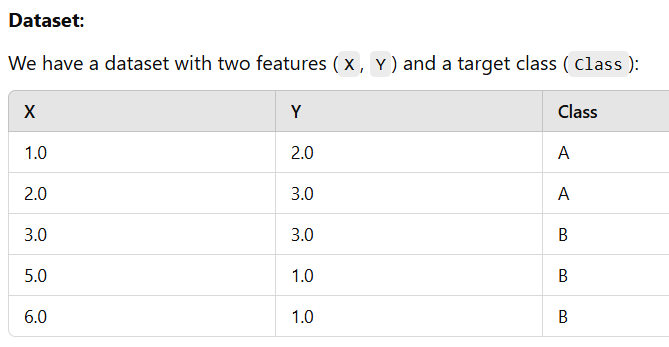 Dataset:
We have a dataset with two features ( X , Y ) and a target class ( Class ):
X Y Class
1.0 2.0 A
2.0 3.0 A
3.0 3.0 B
5.0 1.0 B
6.0 1.0 B